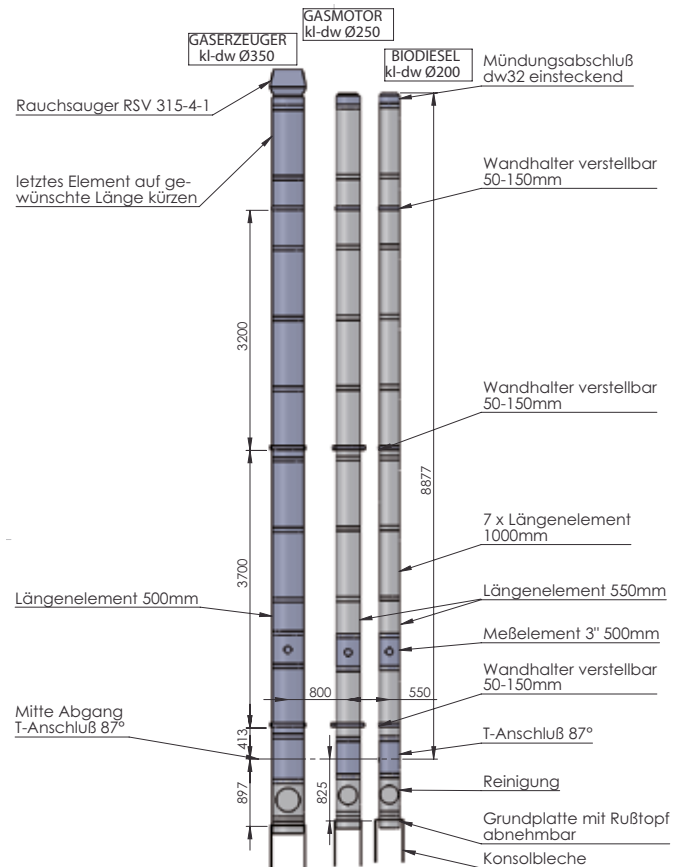 GASERZEUGER
kl-dw Ø350
GASMOTOR
kl-dw Ø250
BIODIESEL
kl-dw Ø200
Rauchsauger RSV 315-4-1
letztes Element auf ge-
wünschte Länge kürzen
Längenelement 500mm
Mitte Abgang
T-Anschluß 87°
Mündungsabschluß
dw32 einsteckend
Wandhalter verstellbar
50-150mm
Wandhalter verstellbar
50-150mm
7 x Längenelement
1000mm
Längenelement 550mm
Meßelement 3" 500mm
Wandhalter verstellbar
50-150mm
T-Anschluß 87°
Reinigung
Grundplatte mit Rußtopf
abnehmbar
Konsolbleche
3200
3700
413
897
800
550
825
8877